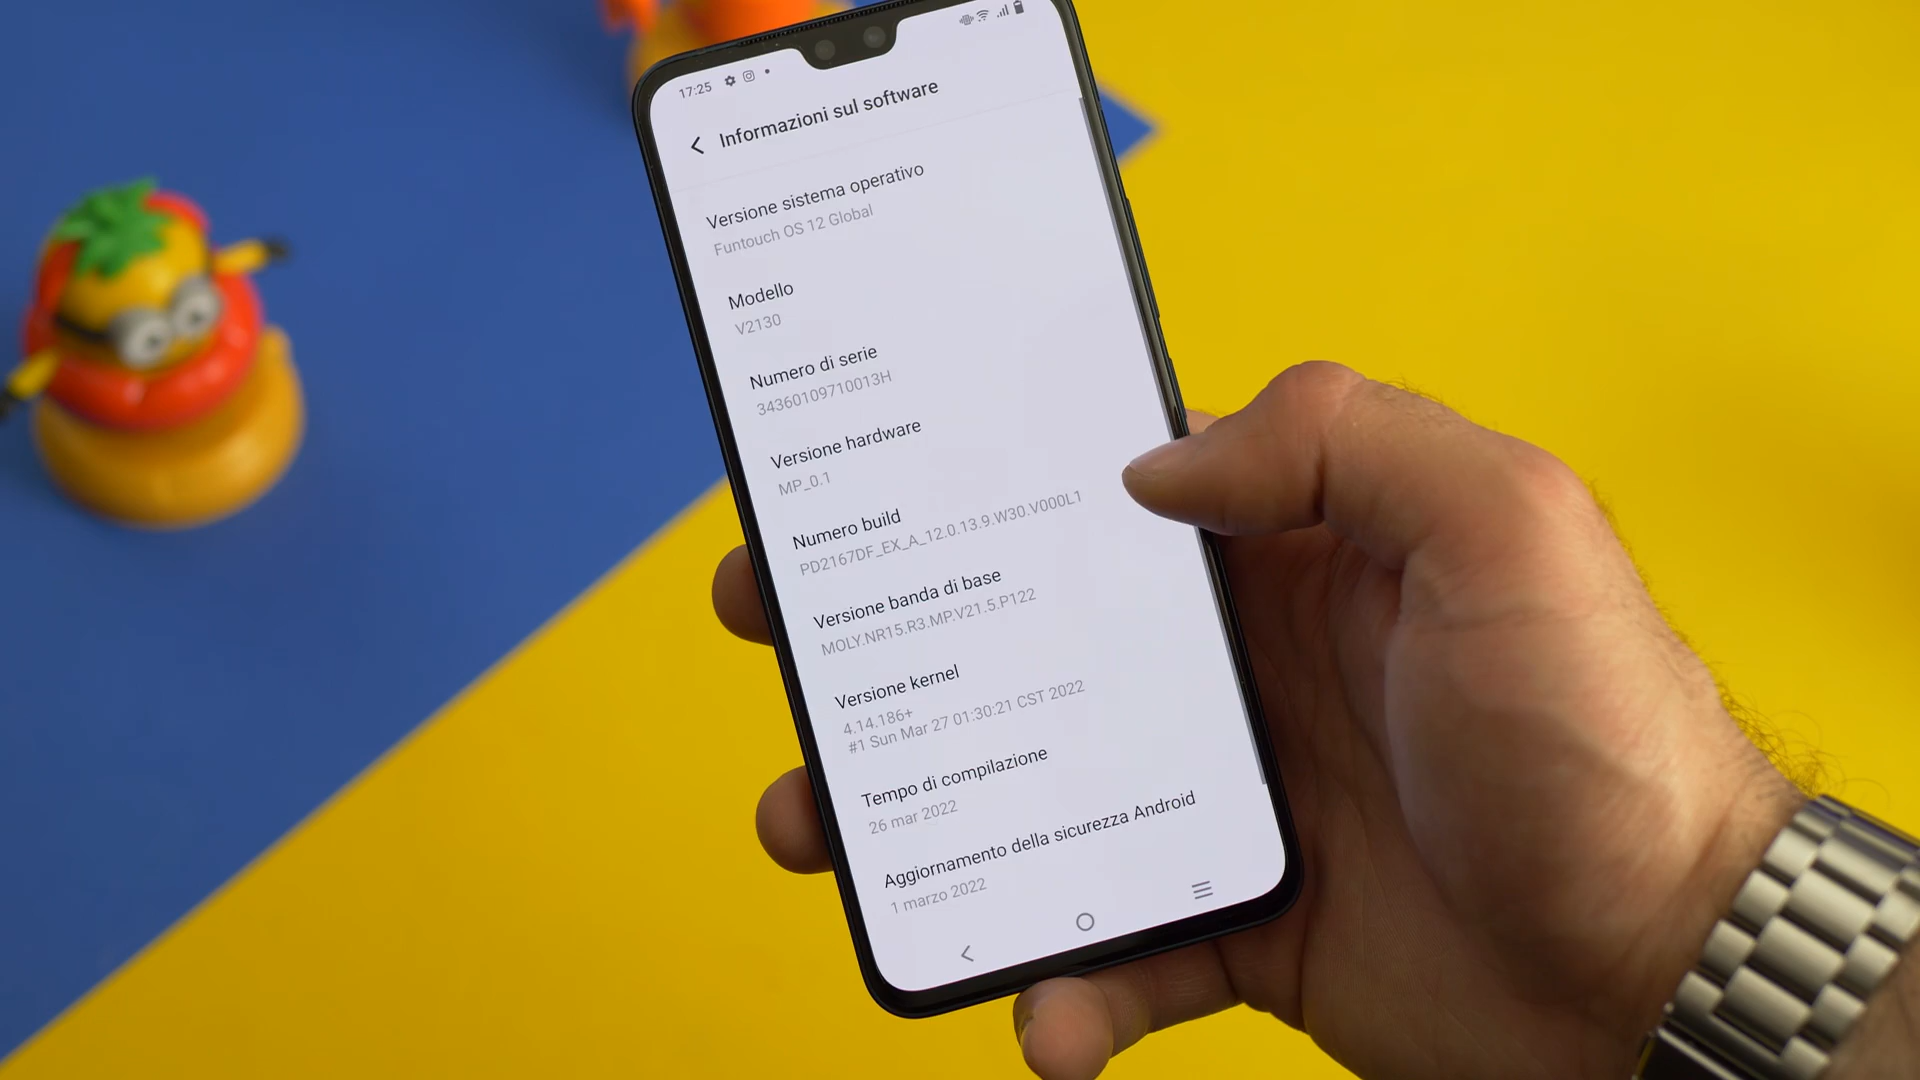 17:25
Informazioni sul software
Versione sistema operativo
Funtouch OS 12 Global
Modello
V2130
Numero di serie
34360109710013H
Versione hardware
MP_0.1
Numero build
PD2167DF_EX_A_12.0.13.9.W30.V000L1
Versione banda di base
MOLY.NR15.R3.MP.V21.5.P122
Versione kernel
4.14.186+
#1 Sun Mar 27 01:30:21 CST 2022
Tempo di compilazione
26 mar 2022
Aggiornamento della sicurezza Android
1 marzo 2022